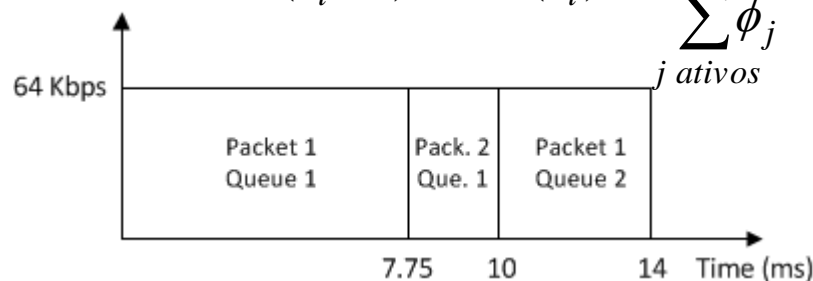 ∑ϕj
j ativos
64 Kbps
Packet 1
Queue 1
Pack. 2
Que. 1
Packet 1
Queue 2
7.75 10 14 Time (ms)